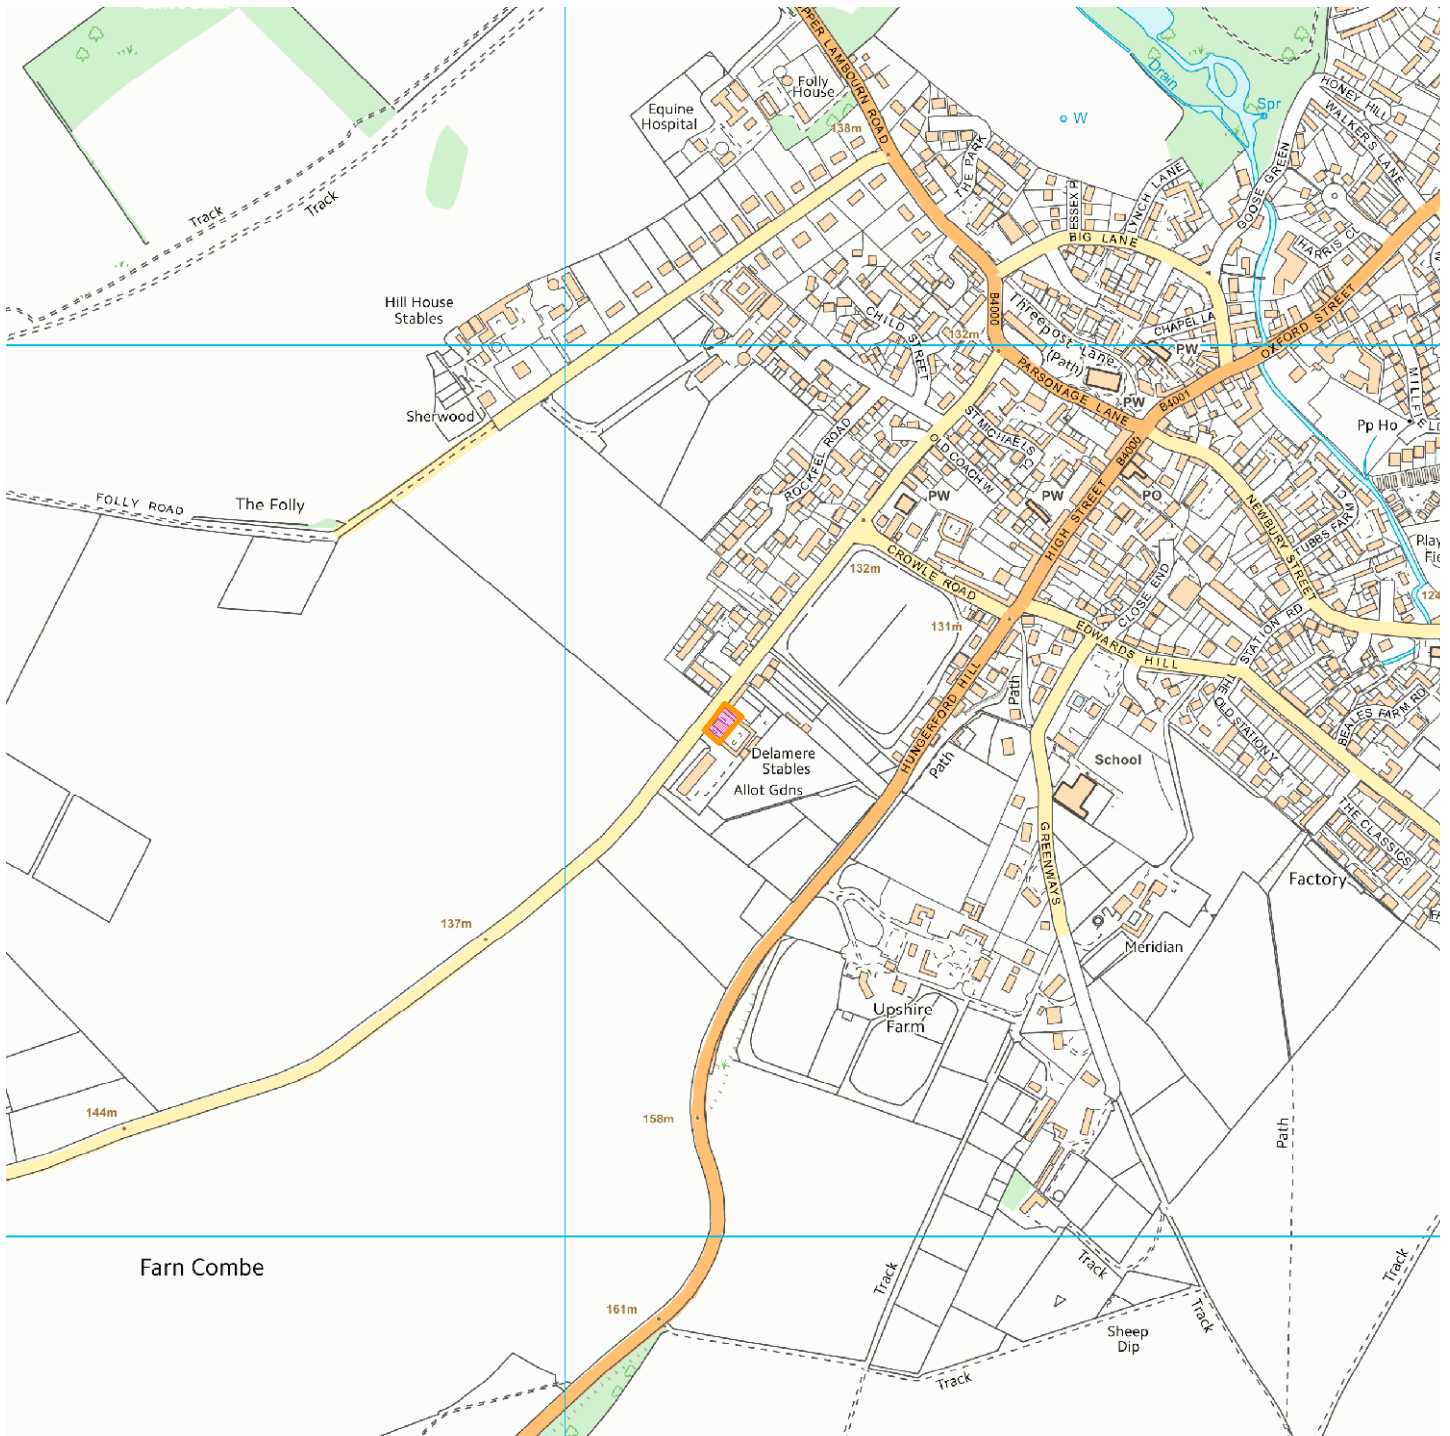 UPPER LAMBOURN ROAD
Folly
House
Equine
Hospital
138m
THE PARK
W
Drain
Spr
HONEY HILL
WALKERS LANE
GOOSE GREEN
LYNCH LANE
BIG LANE
HARRIS
Track
Track
Hill House
Stables
B4000
Threepost Lane
(Path)
CHAPEL LA
PW
OXFORD STREET
CHILD STREET
132m
PARSONAGE LANE
PW
B4001
Sherwood
ST MICHAELS
OLD COACH W
ROCKFEL ROAD
B4000
Pp Ho
FOLLY ROAD
The Folly
PW
PW
PO
HIGH STREET
NEWBURY STREET
TUBBS FARM
132m
CROWLE ROAD
CLOSE END
131m
EDWARDS HILL
STATION RD
THE
OLD STATION Y
BEALES FARM RD
HUNGERFORD HILL
Path
Path
Delamere
Stables
Allot Gdns
School
GREENWAYS
THE CLASSICS
Factory
137m
Meridian
Upshire
Farm
144m
158m
Path
Farn Combe
161m
Track
Track
Track
Track
Sheep
Dip
Track